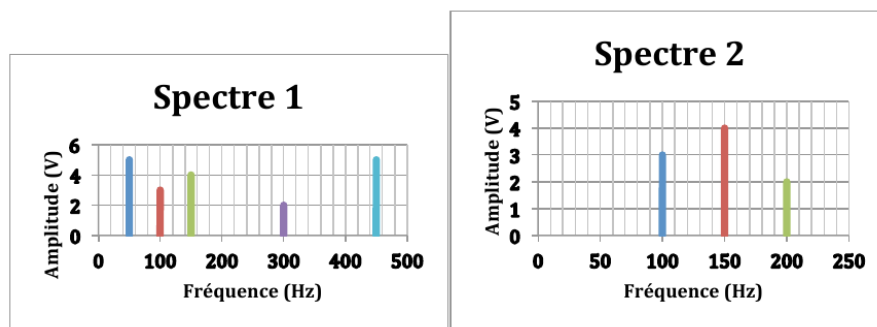 Spectre 1
Amplitude (V)
6
4
2
0
0 100 200 300 400 500
Fréquence (Hz)
Spectre 2
Amplitude (V)
5
4
3
2
1
0
0 50 100 150 200 250
Fréquence (Hz)